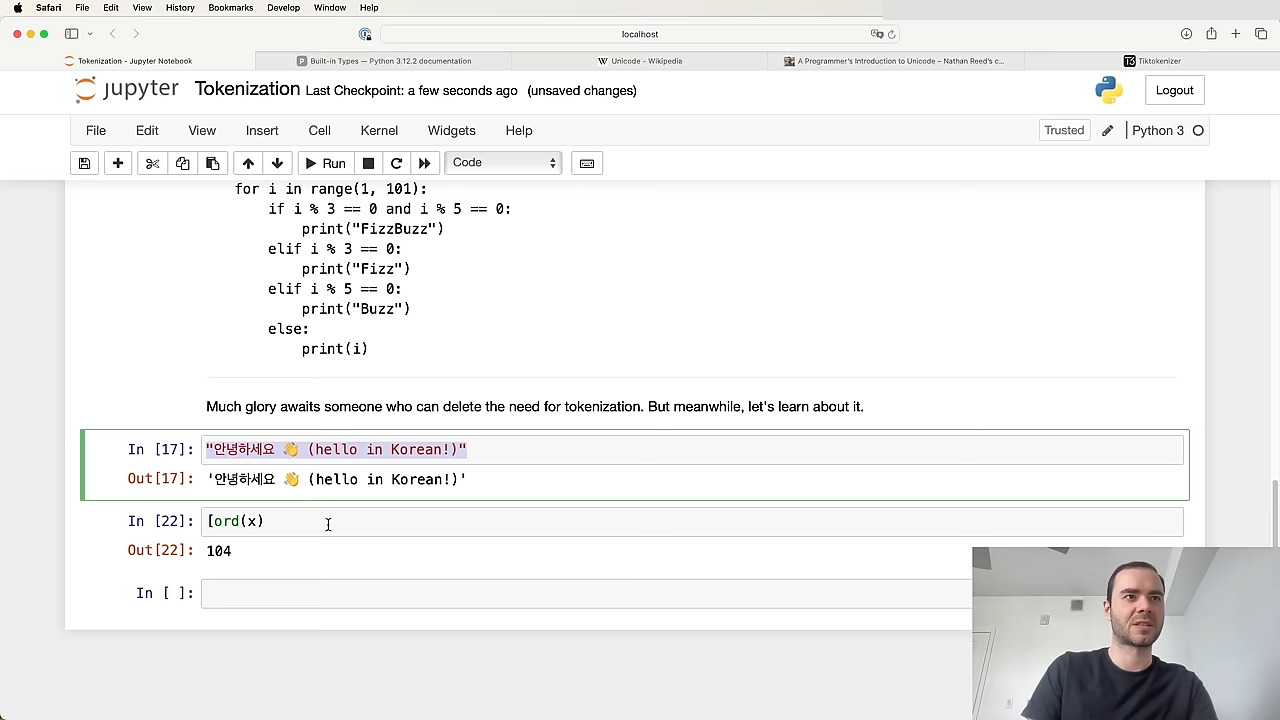 Safari File Edit View History Bookmarks Develop Window Help
localhost
Tokenization - Jupyter Notebook
Built-in Types — Python 3.12.2 documentation
Unicode - Wikipedia
A Programmer's Introduction to Unicode – Nathan Reed's c...
Tiktokenizer
jupyter Tokenization Last Checkpoint: a few seconds ago (unsaved changes)
Logout
File Edit View Insert Cell Kernel Widgets Help
Trusted
Python 3
Run
Code
for i in range(1, 101):
    if i % 3 == 0 and i % 5 == 0:
        print("FizzBuzz")
    elif i % 3 == 0:
        print("Fizz")
    elif i % 5 == 0:
        print("Buzz")
    else:
        print(i)
Much glory awaits someone who can delete the need for tokenization. But meanwhile, let's learn about it.
In [17]: "안녕하세요 👋 (hello in Korean!)"
Out[17]: '안녕하세요 👋 (hello in Korean!)'
In [22]: [ord(x)
Out[22]: 104
In [ ]: